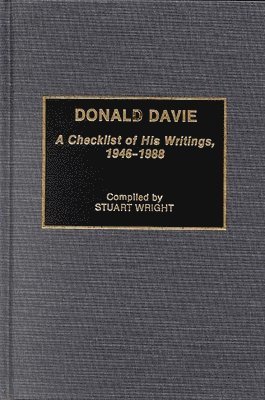 DONALD DAVIE
A Checklist of His Writings,
1946–1988
Compiled by
STUART WRIGHT